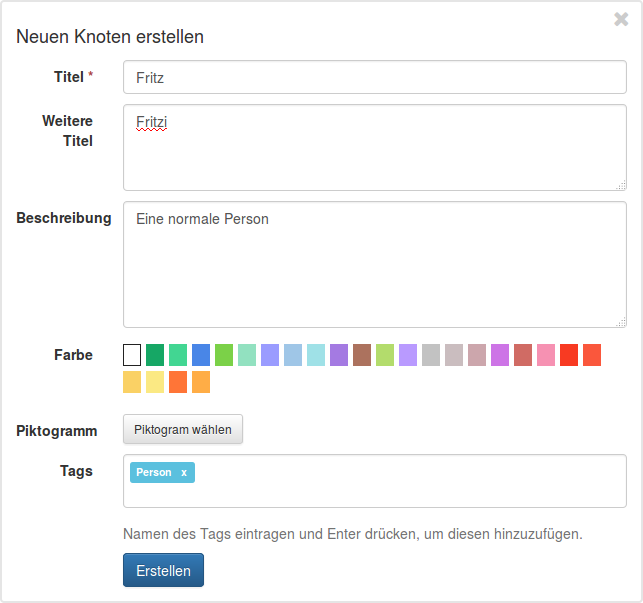 Neuen Knoten erstellen
Titel *
Fritz
Weitere
Titel
Fritzi
Beschreibung
Eine normale Person
Farbe
Piktogramm
Piktogram wählen
Tags
Person x
Namen des Tags eintragen und Enter drücken, um diesen hinzuzufügen.
Erstellen